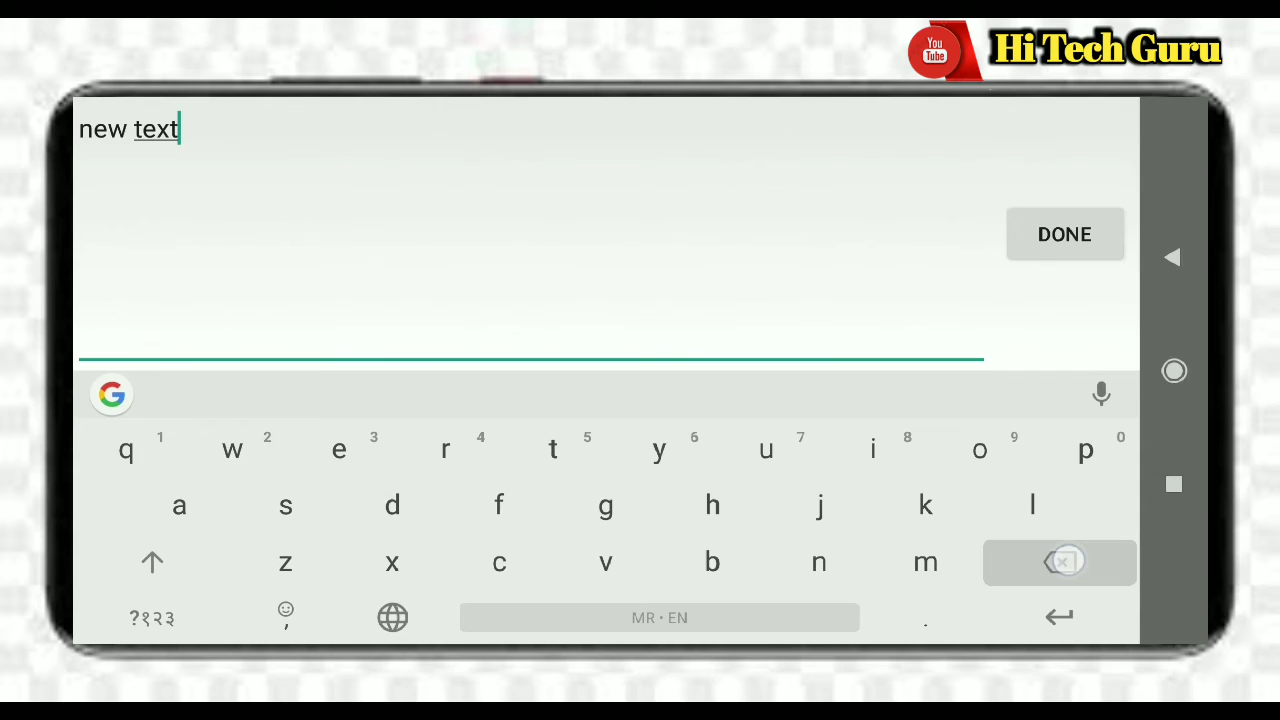 You
Tube
Hi Tech Guru
new text
DONE
q 1 w 2 e 3 r 4 t 5 y 6 u 7 i 8 o 9 p 0
a s d f g h j k l
z x c v b n m
?१२३ , MR • EN .